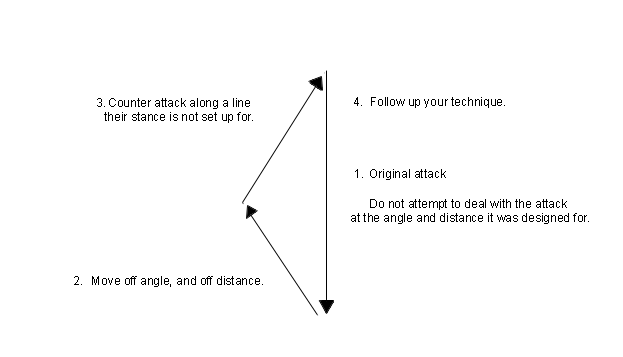 3. Counter attack along a line
their stance is not set up for.
4. Follow up your technique.
1. Original attack
Do not attempt to deal with the attack
at the angle and distance it was designed for.
2. Move off angle, and off distance.